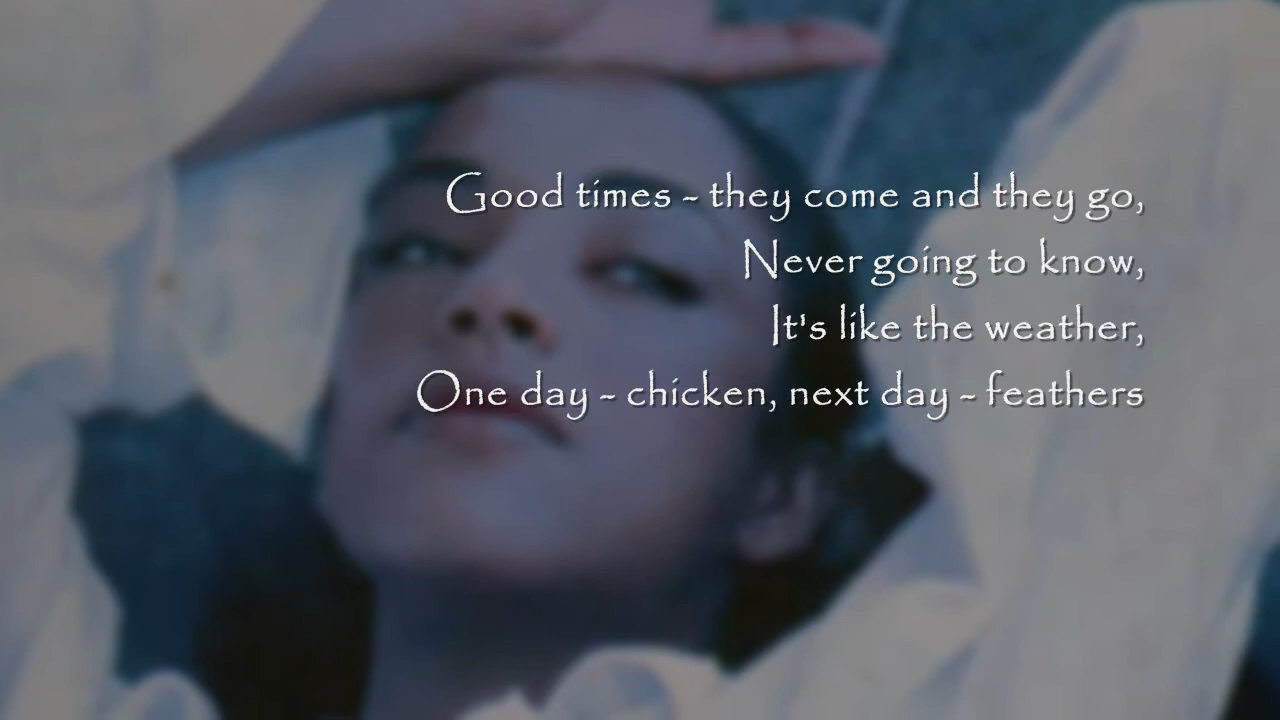 Good times - they come and they go,
Never going to know,
It's like the weather,
One day - chicken, next day - feathers